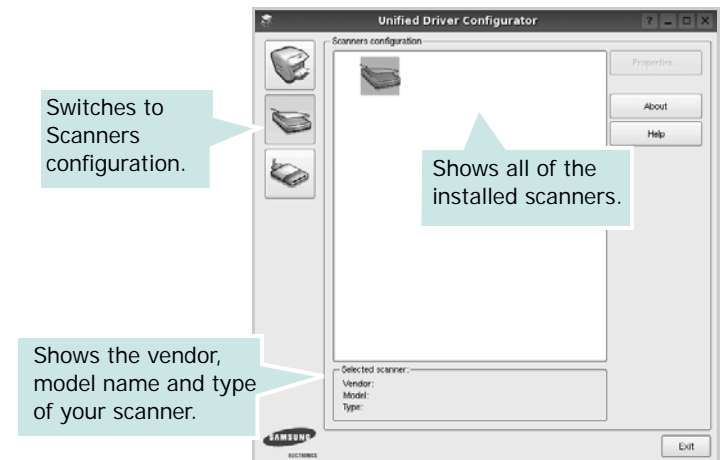 Unified Driver Configurator
Scanners configuration
Properties...
About
Help
Switches to
Scanners
configuration.
Shows all of the
installed scanners.
Shows the vendor,
model name and type
of your scanner.
Selected scanner:
Vendor:
Model:
Type:
SAMSUNG
ELECTRONICS
Exit